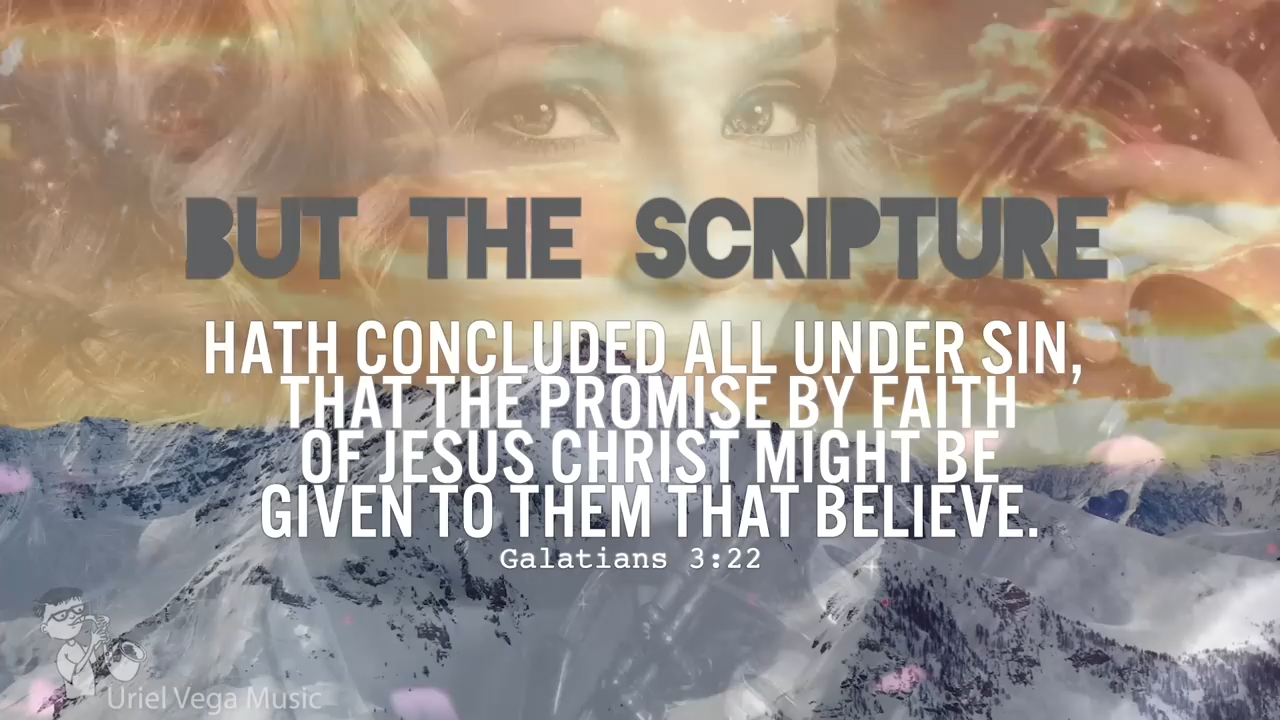 BUT THE SCRIPTURE
HATH CONCLUDED ALL UNDER SIN,
THAT THE PROMISE BY FAITH
OF JESUS CHRIST MIGHT BE
GIVEN TO THEM THAT BELIEVE.
Galatians 3:22
Uriel Vega Music